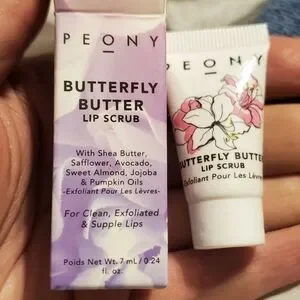 PEONY
BUTTERFLY
BUTTER
LIP SCRUB
With Shea Butter,
Safflower, Avocado,
Sweet Almond, Jojoba
& Pumpkin Oils
-Exfoliant Pour Les Lèvres-
For Clean, Exfoliated
& Supple Lips
Poids Net Wt. 7 mL / 0.24
fl. oz.
PEONY
BUTTERFLY BUTTER
LIP SCRUB
-Exfoliant Pour Les Lèvres-